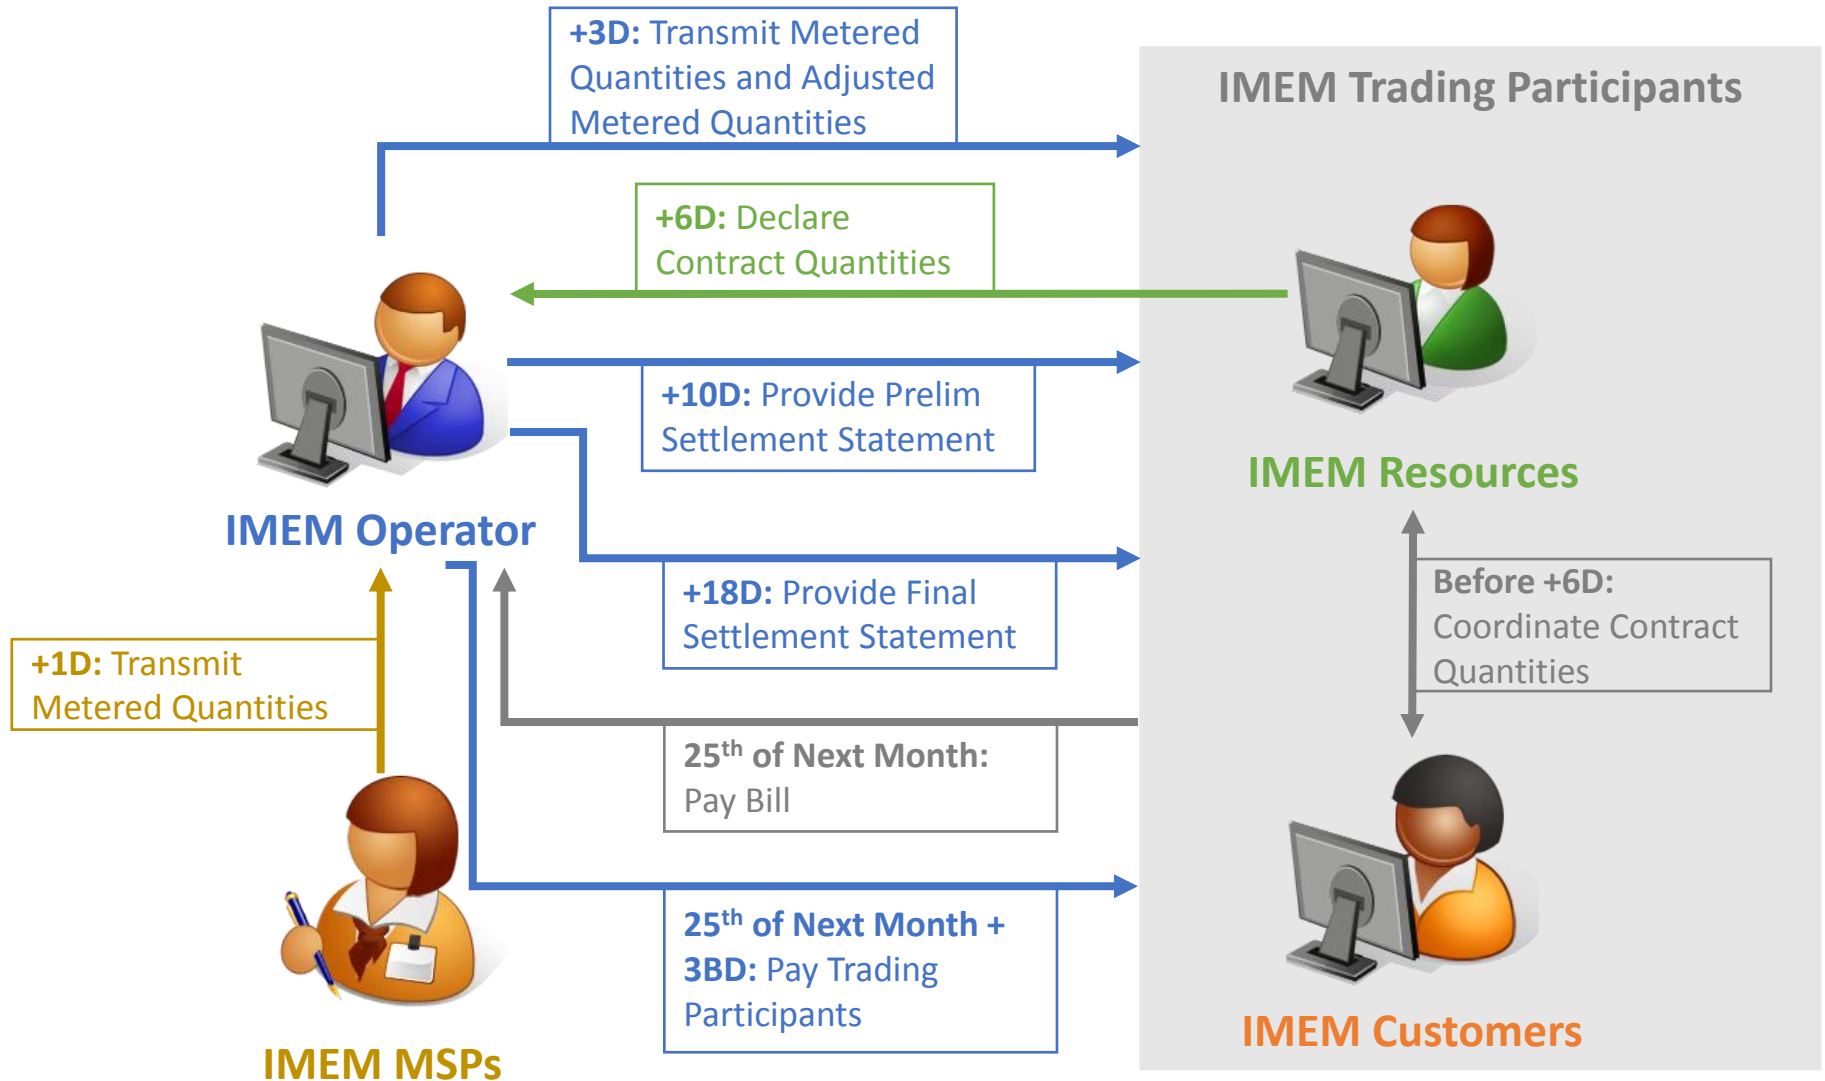 +3D: Transmit Metered
Quantities and Adjusted
Metered Quantities
IMEM Trading Participants
+6D: Declare
Contract Quantities
+10D: Provide Prelim
Settlement Statement
IMEM Resources
IMEM Operator
+18D: Provide Final
Settlement Statement
Before +6D:
Coordinate Contract
Quantities
+1D: Transmit
Metered Quantities
25th of Next Month:
Pay Bill
25th of Next Month +
3BD: Pay Trading
Participants
IMEM Customers
IMEM MSPs